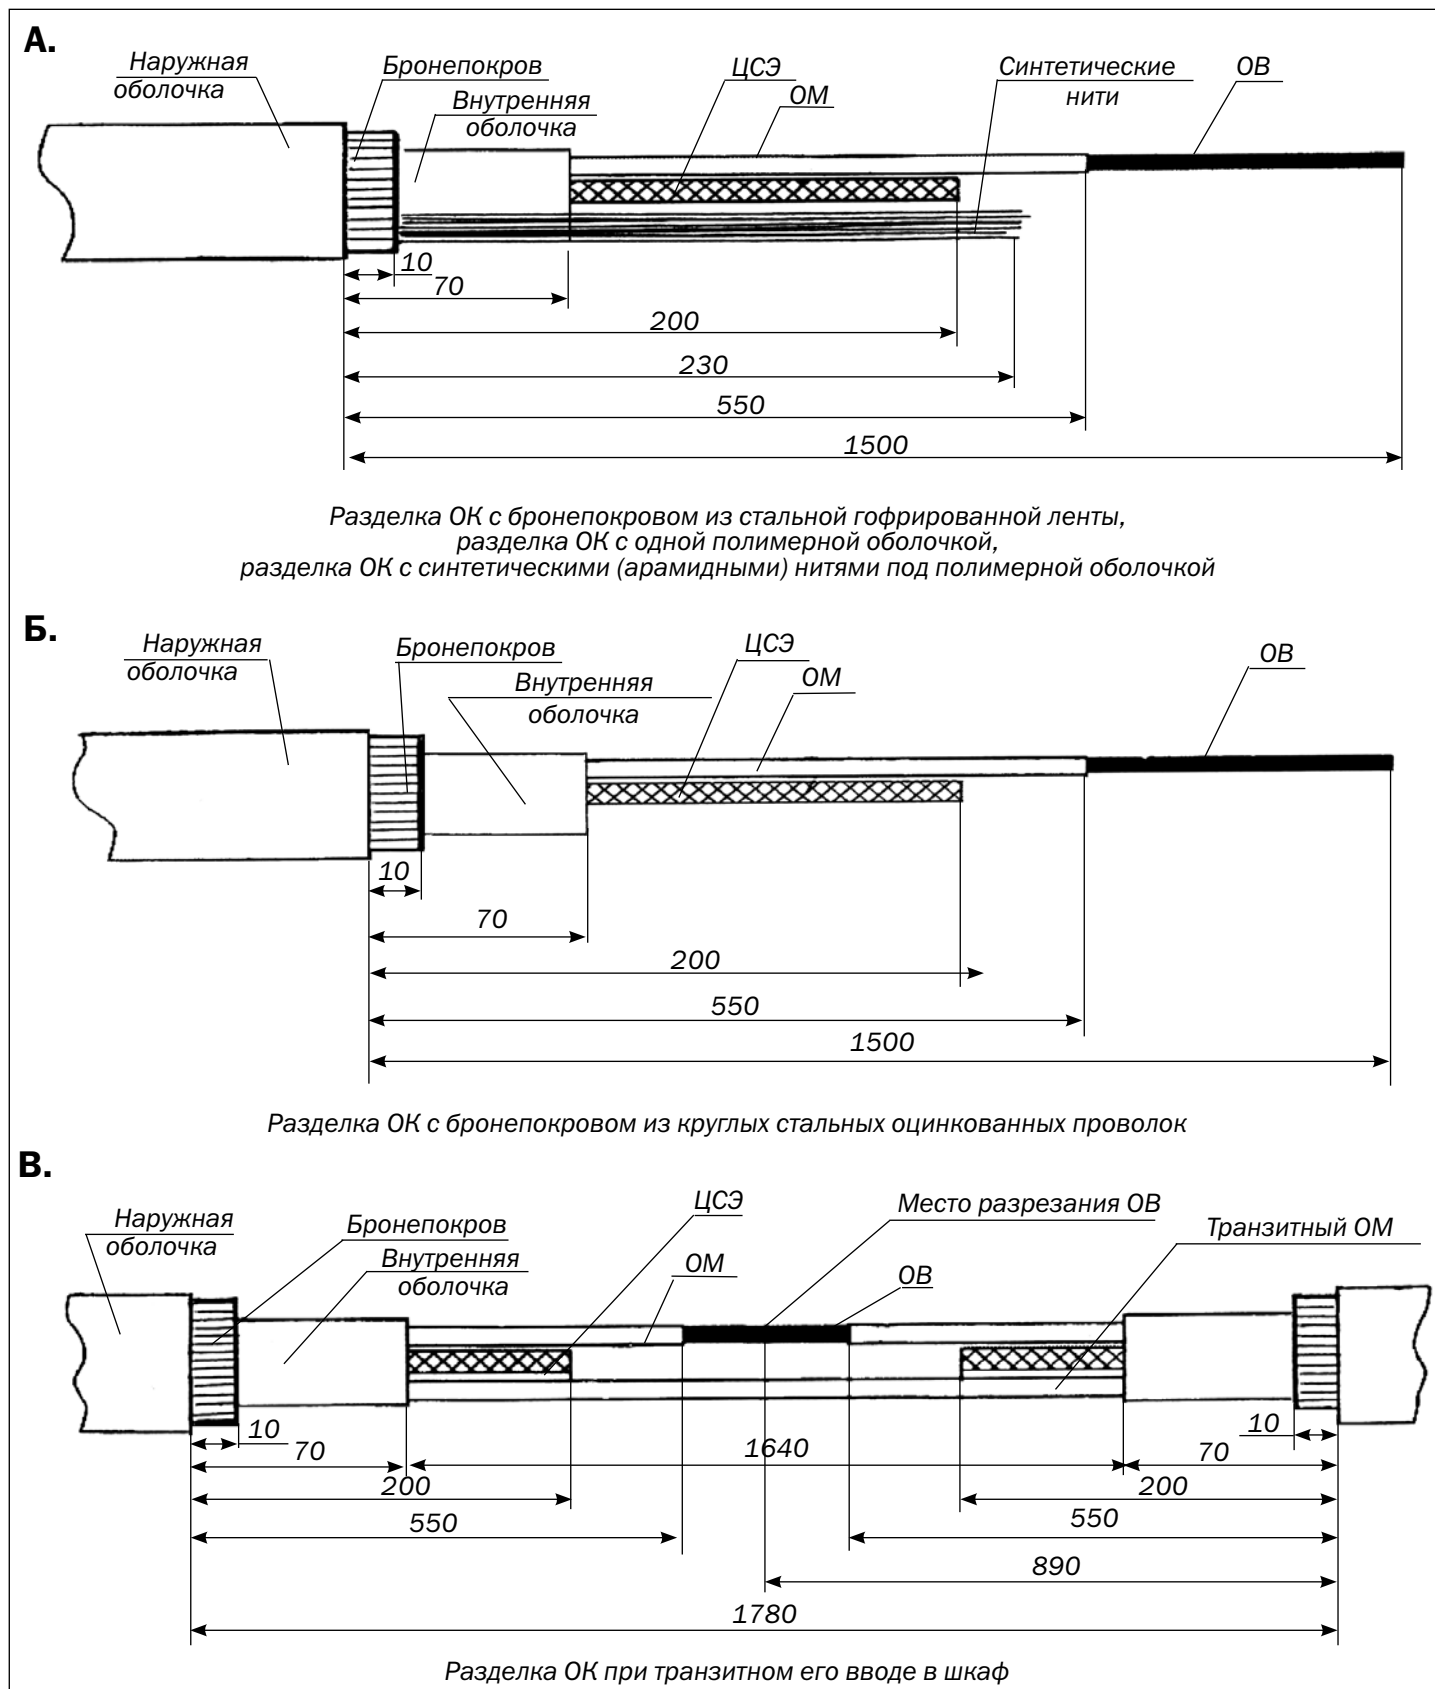 А.
Наружная
оболочка
Бронепокров
Внутренняя
оболочка
ЦСЭ
ОМ
Синтетические
нити
ОВ
10
70
200
230
550
1500
Разделка ОК с бронепокровом из стальной гофрированной ленты,
разделка ОК с одной полимерной оболочкой,
разделка ОК с синтетическими (арамидными) нитями под полимерной оболочкой
Б.
Наружная
оболочка
Бронепокров
Внутренняя
оболочка
ЦСЭ
ОМ
ОВ
10
70
200
550
1500
Разделка ОК с бронепокровом из круглых стальных оцинкованных проволок
В.
Наружная
оболочка
Бронепокров
Внутренняя
оболочка
ЦСЭ
ОМ
Место разрезания ОВ
ОВ
Транзитный ОМ
10
70
1640
10
70
200
200
550
550
890
1780
Разделка ОК при транзитном его вводе в шкаф